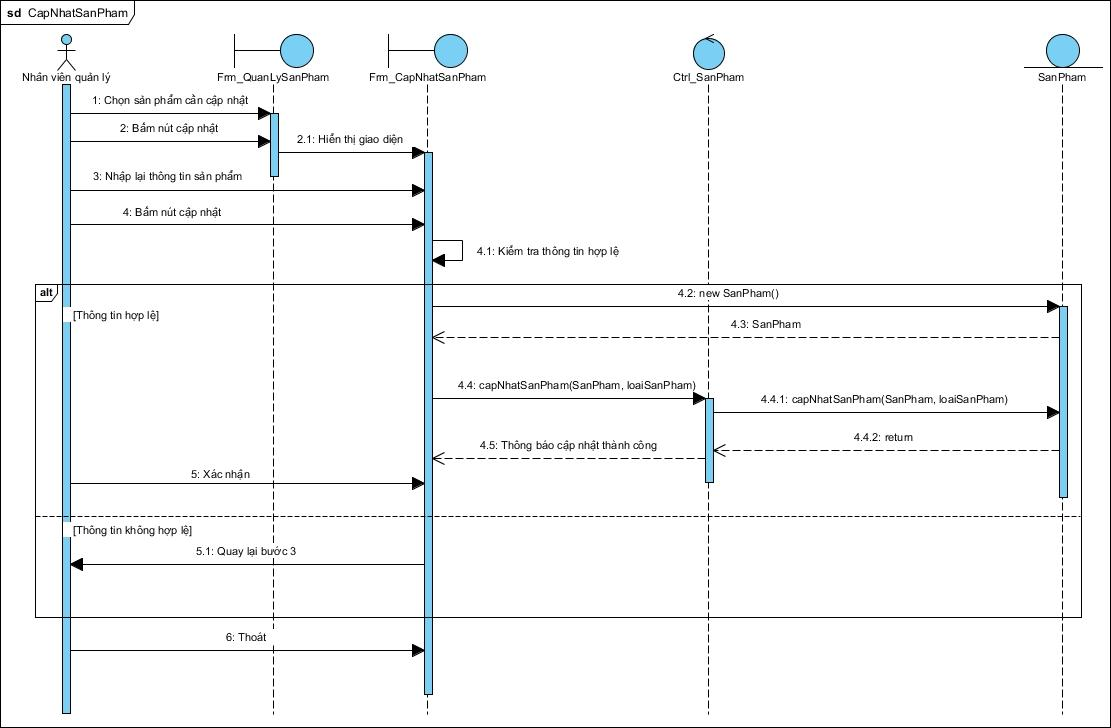 sd CapNhatSanPham
Nhân viên quản lý
Frm_QuanLySanPham
Frm_CapNhatSanPham
Ctrl_SanPham
SanPham
1: Chọn sản phẩm cần cập nhật
2: Bấm nút cập nhật
2.1: Hiển thị giao diện
3: Nhập lại thông tin sản phẩm
4: Bấm nút cập nhật
4.1: Kiểm tra thông tin hợp lệ
alt
4.2: new SanPham()
[Thông tin hợp lệ]
4.3: SanPham
4.4: capNhatSanPham(SanPham, loaiSanPham)
4.4.1: capNhatSanPham(SanPham, loaiSanPham)
4.4.2: return
4.5: Thông báo cập nhật thành công
5: Xác nhận
[Thông tin không hợp lệ]
5.1: Quay lại bước 3
6: Thoát